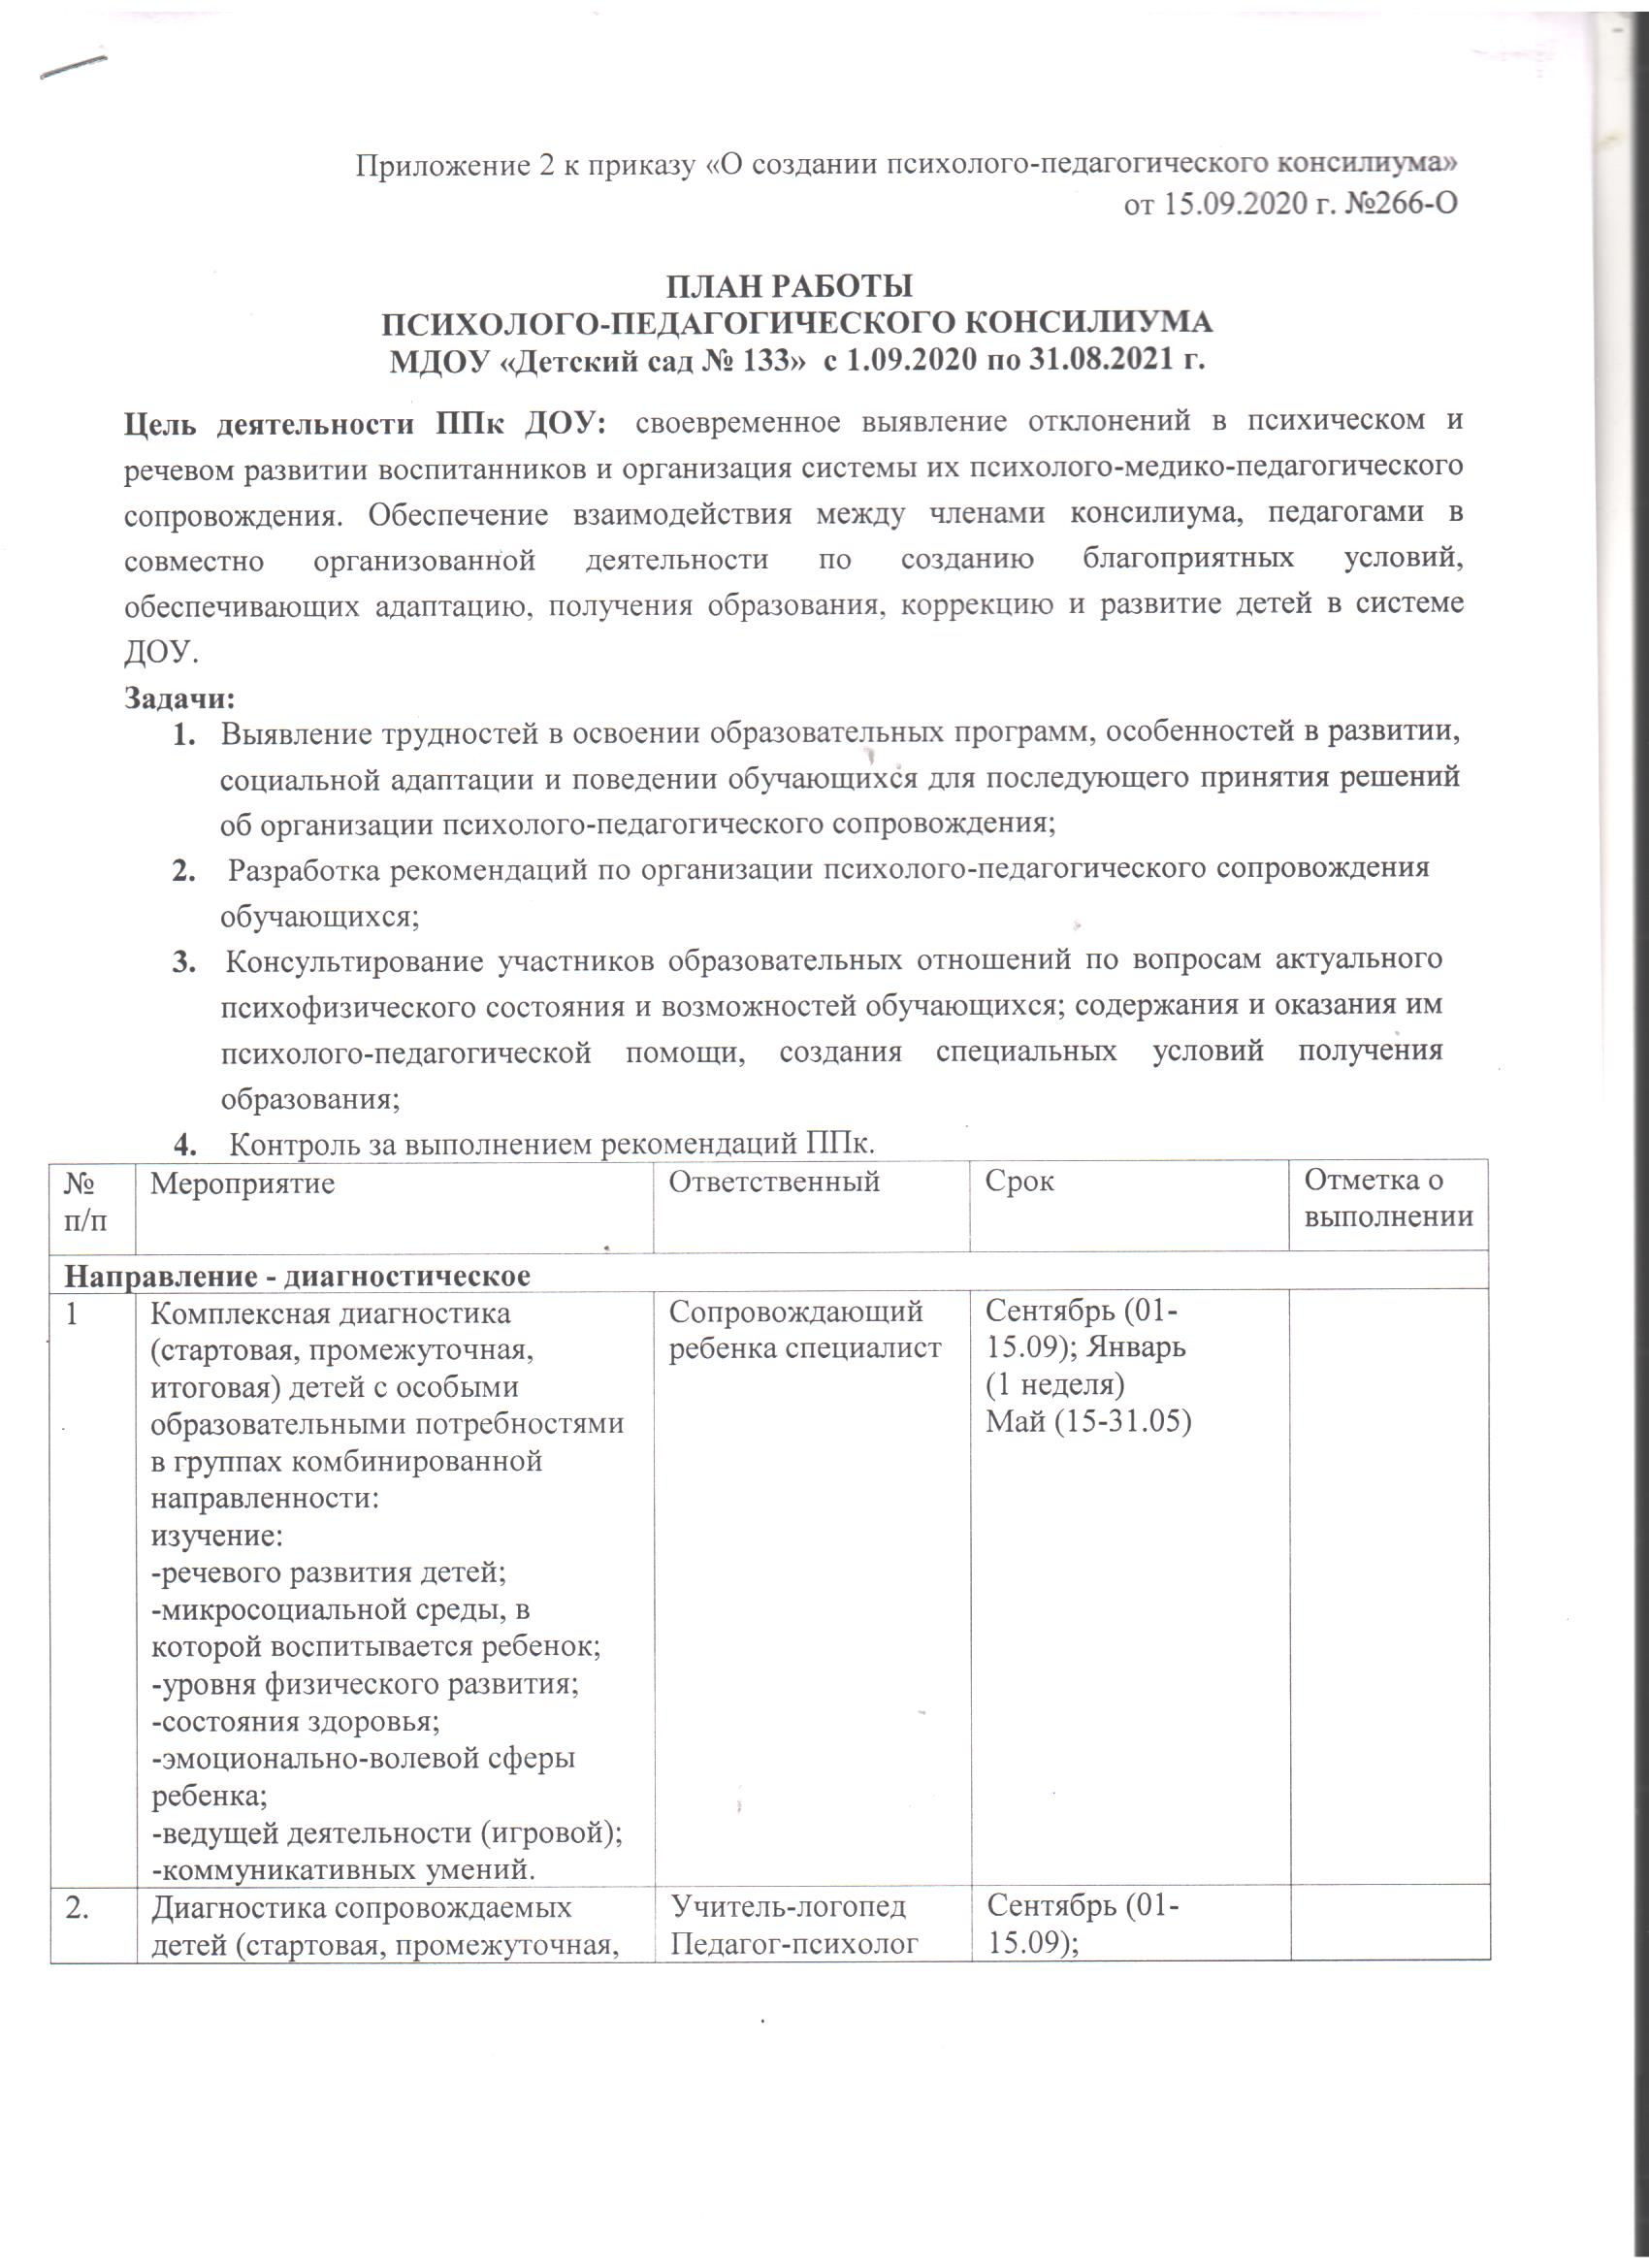 Приложение 2 к приказу «О создании психолого-педагогического консилиума»
от 15.09.2020 г. №266-О
ПЛАН РАБОТЫ
ПСИХОЛОГО-ПЕДАГОГИЧЕСКОГО КОНСИЛИУМА
МДОУ «Детский сад № 133» с 1.09.2020 по 31.08.2021 г.
Цель деятельности ППк ДОУ: своевременное выявление отклонений в психическом и
речевом развитии воспитанников и организация системы их психолого-медико-педагогического
сопровождения. Обеспечение взаимодействия между членами консилиума, педагогами в
совместно организованной деятельности по созданию благоприятных условий,
обеспечивающих адаптацию, получения образования, коррекцию и развитие детей в системе
ДОУ.
Задачи:
1. Выявление трудностей в освоении образовательных программ, особенностей в развитии,
социальной адаптации и поведении обучающихся для последующего принятия решений
об организации психолого-педагогического сопровождения;
2. Разработка рекомендаций по организации психолого-педагогического сопровождения
обучающихся;
3. Консультирование участников образовательных отношений по вопросам актуального
психофизического состояния и возможностей обучающихся; содержания и оказания им
психолого-педагогической помощи, создания специальных условий получения
образования;
4. Контроль за выполнением рекомендаций ППк.
№ п/п Мероприятие Ответственный Срок Отметка о выполнении
Направление - диагностическое
1
Комплексная диагностика
(стартовая, промежуточная,
итоговая) детей с особыми
образовательными потребностями
в группах комбинированной
направленности:
изучение:
-речевого развития детей;
-микросоциальной среды, в
которой воспитывается ребенок;
-уровня физического развития;
-состояния здоровья;
-эмоционально-волевой сферы
ребенка;
-ведущей деятельности (игровой);
-коммуникативных умений.
Сопровождающий
ребенка специалист
Сентябрь (01-
15.09); Январь
(1 неделя)
Май (15-31.05)
2.
Диагностика сопровождаемых
детей (стартовая, промежуточная,
Учитель-логопед
Педагог-психолог
Сентябрь (01-
15.09);